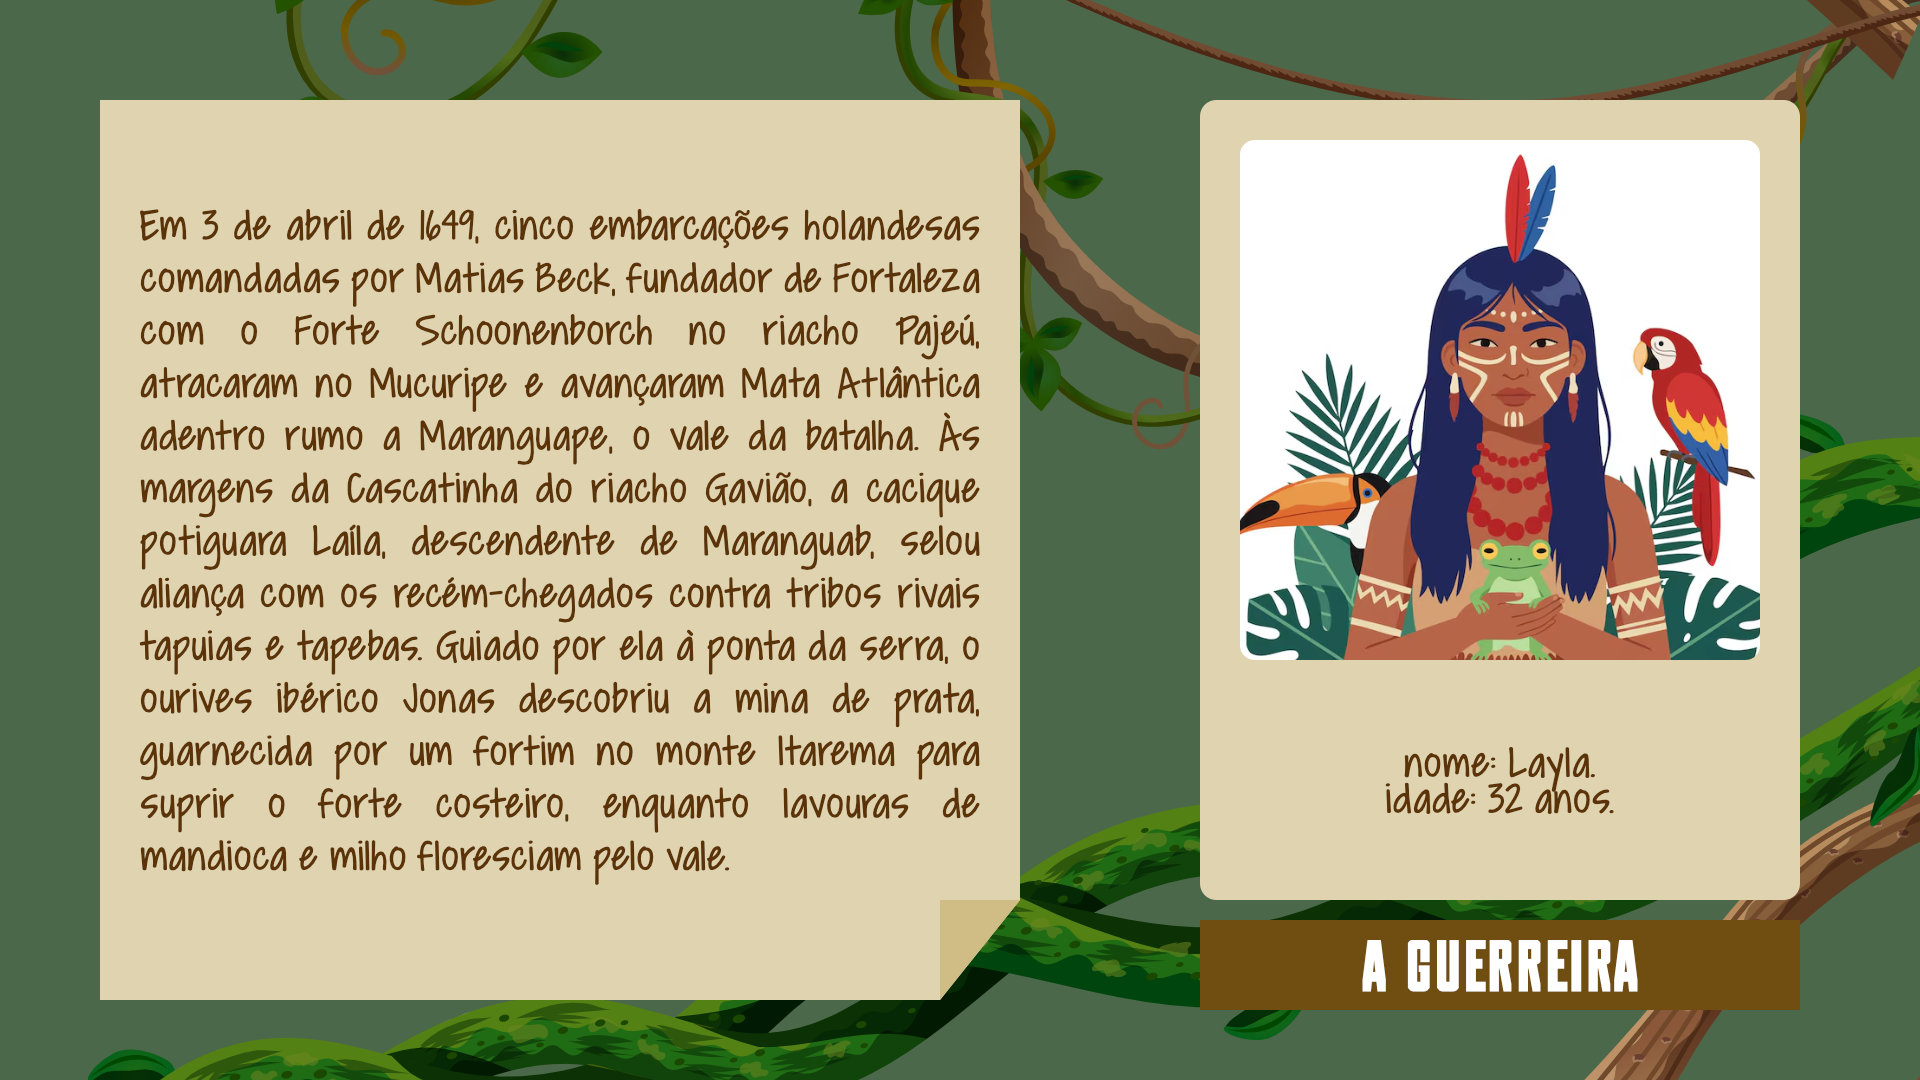 Em 3 de abril de 1649, cinco embarcações holandesas
comandadas por Matias Beck, fundador de Fortaleza
com o Forte Schoonenborch no riacho Pajeú,
atracaram no Mucuripe e avançaram Mata Atlântica
adentro rumo a Maranguape, o vale da batalha. Às
margens da Cascatinha do riacho Gavião, a cacique
potiguara Laíla, descendente de Maranguab, selou
aliança com os recém-chegados contra tribos rivais
tapuias e tapebas. Guiado por ela à ponta da serra, o
ourives ibérico Jonas descobriu a mina de prata,
guarnecida por um fortim no monte Itarema para
suprir o forte costeiro, enquanto lavouras de
mandioca e milho floresciam pelo vale.
nome: Layla.
idade: 32 anos.
A GUERREIRA